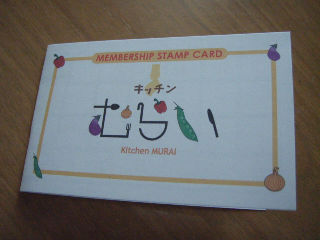 MEMBERSHIP STAMP CARD
キッチン
むらい
Kitchen MURAI